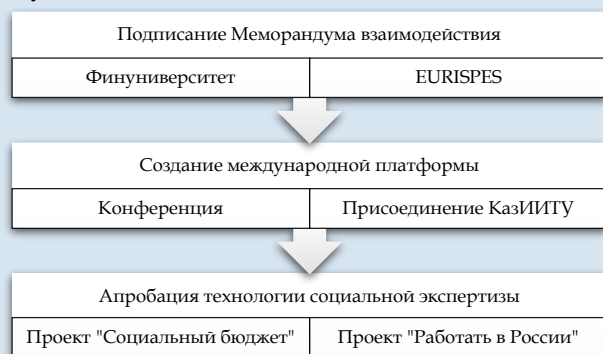 Подписание Меморандума взаимодействия
Финуниверситет EURISPES
Создание международной платформы
Конференция Присоединение КазИИТУ
Апробация технологии социальной экспертизы
Проект "Социальный бюджет" Проект "Работать в России"